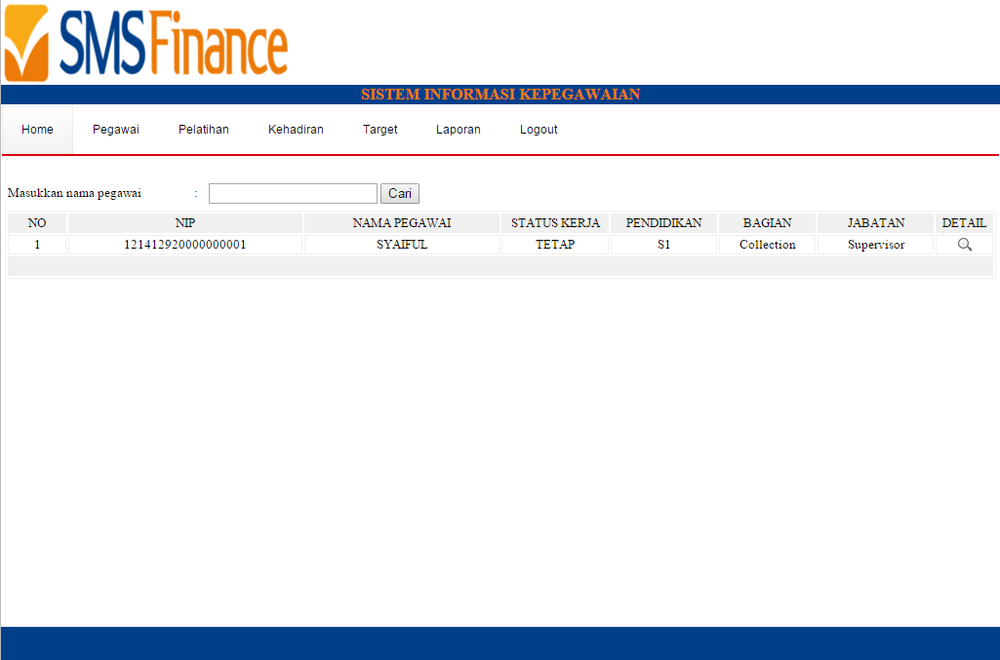 SMSFinance
SISTEM INFORMASI KEPEGAWAIAN
Home Pegawai Pelatihan Kehadiran Target Laporan Logout
Masukkan nama pegawai : Cari
NO NIP NAMA PEGAWAI STATUS KERJA PENDIDIKAN BAGIAN JABATAN DETAIL
1 121412920000000001 SYAIFUL TETAP S1 Collection Supervisor